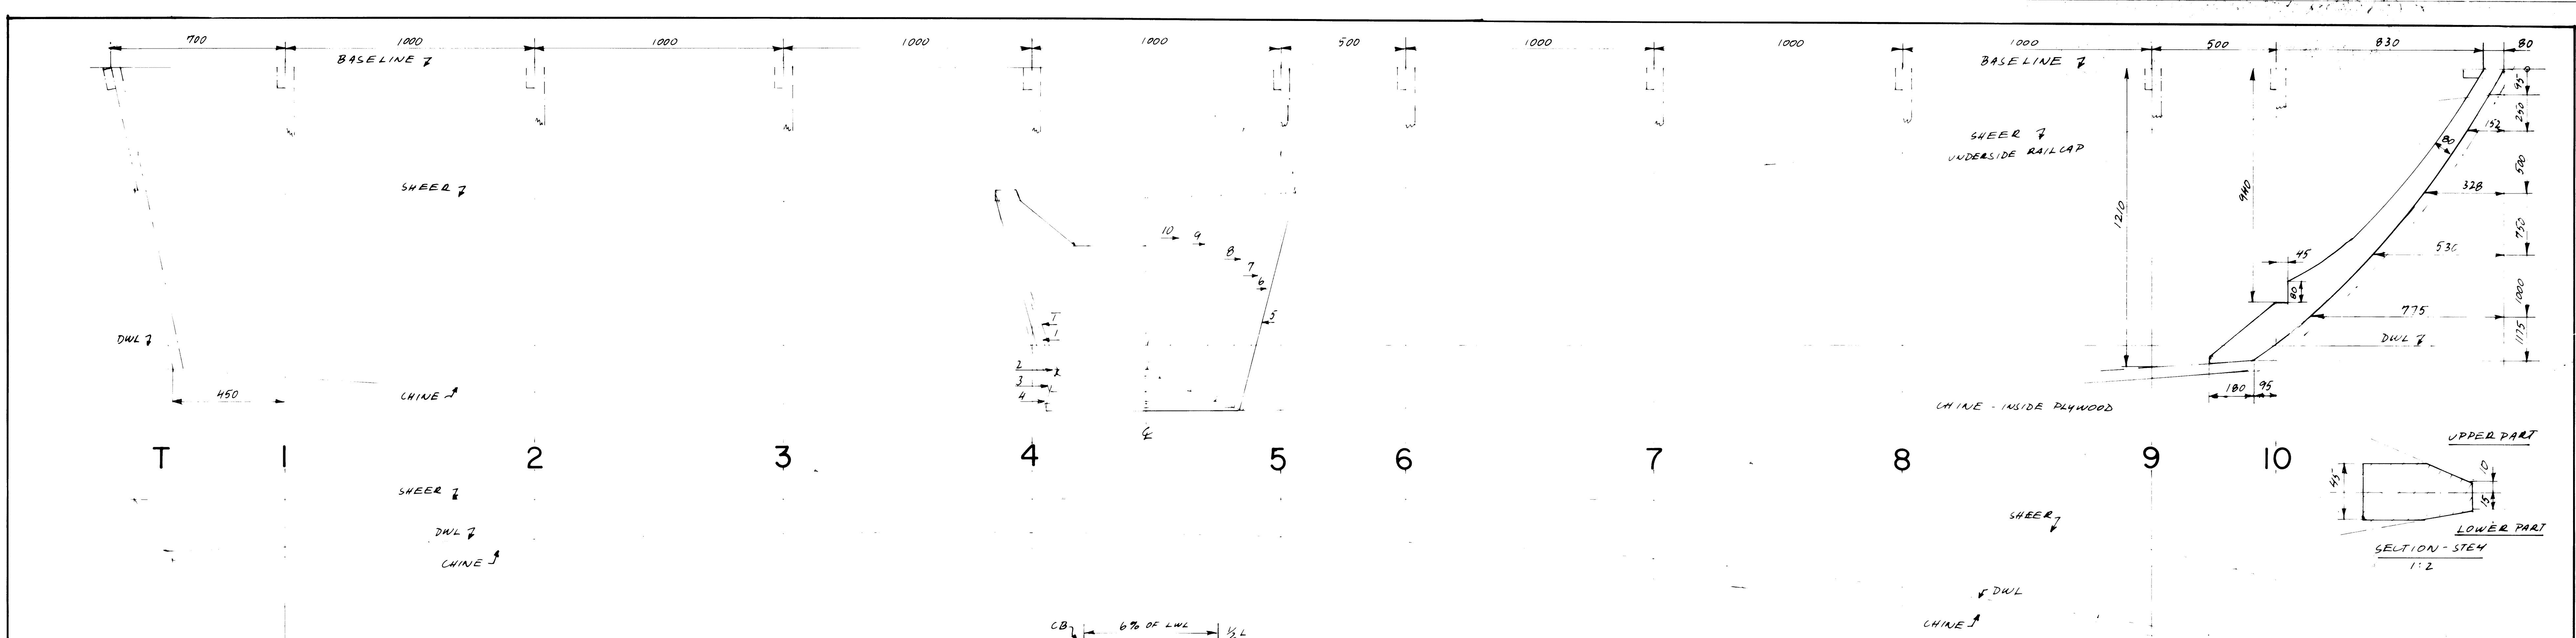 700 1000 1000 1000 1000 500 1000 1000 1000 500 830 80
BASELINE
BASELINE
95
250
152
SHEER
UNDERSIDE RAILCAP
80
500
SHEER
328
940
1210
10 9
750
8
530
45
7
6
80
1000
T
5
775
1
DWL
DWL
1175
2
3
4
450
CHINE
180 95
CHINE - INSIDE PLYWOOD
℄
UPPER PART
T 1 2 3 4 5 6 7 8 9 10
45
10
15
SHEER
SHEER
DWL
LOWER PART
SECTION - STEM
1:2
CHINE
DWL
CB 6% OF LWL ½ L
CHINE